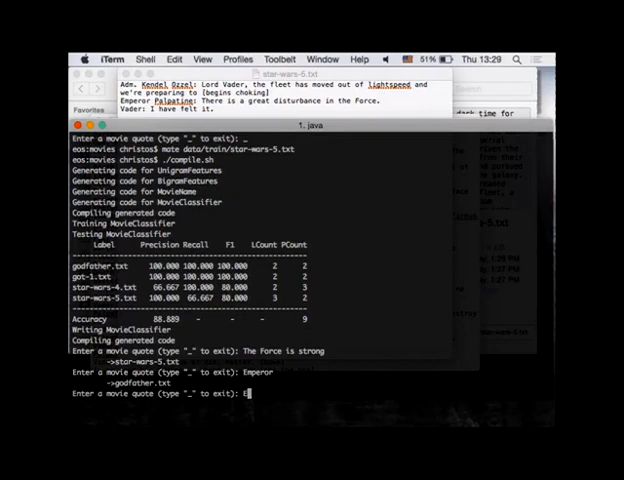 iTerm Shell Edit View Profiles Toolbelt Window Help 51% Thu 13:29
star-wars-5.txt
Search
Adm. Kendel Ozzel: Lord Vader, the fleet has moved out of lightspeed and
we're preparing to [begins choking]
Emperor Palpatine: There is a great disturbance in the Force.
Vader: I have felt it.
Favorites
dark time for
1. java
Enter a movie quote (type "_" to exit): _
eos:movies christos$ mate data/train/star-wars-5.txt
eos:movies christos$ ./compile.sh
Generating code for UnigramFeatures
Generating code for BigramFeatures
Generating code for MovieName
Generating code for MovieClassifier
Compiling generated code
Training MovieClassifier
Testing MovieClassifier
Label Precision Recall F1 LCount PCount
godfather.txt 100.000 100.000 100.000 2 2
got-1.txt 100.000 100.000 100.000 2 2
star-wars-4.txt 66.667 100.000 80.000 2 3
star-wars-5.txt 100.000 66.667 80.000 3 2
Accuracy 88.889 - - - 9
Writing MovieClassifier
Compiling generated code
Enter a movie quote (type "_" to exit): The Force is strong
->star-wars-5.txt
Enter a movie quote (type "_" to exit): Emperor
->godfather.txt
Enter a movie quote (type "_" to exit): E